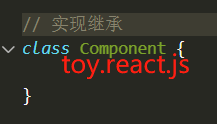 // 实现继承
class Component {
toy.react.js
}